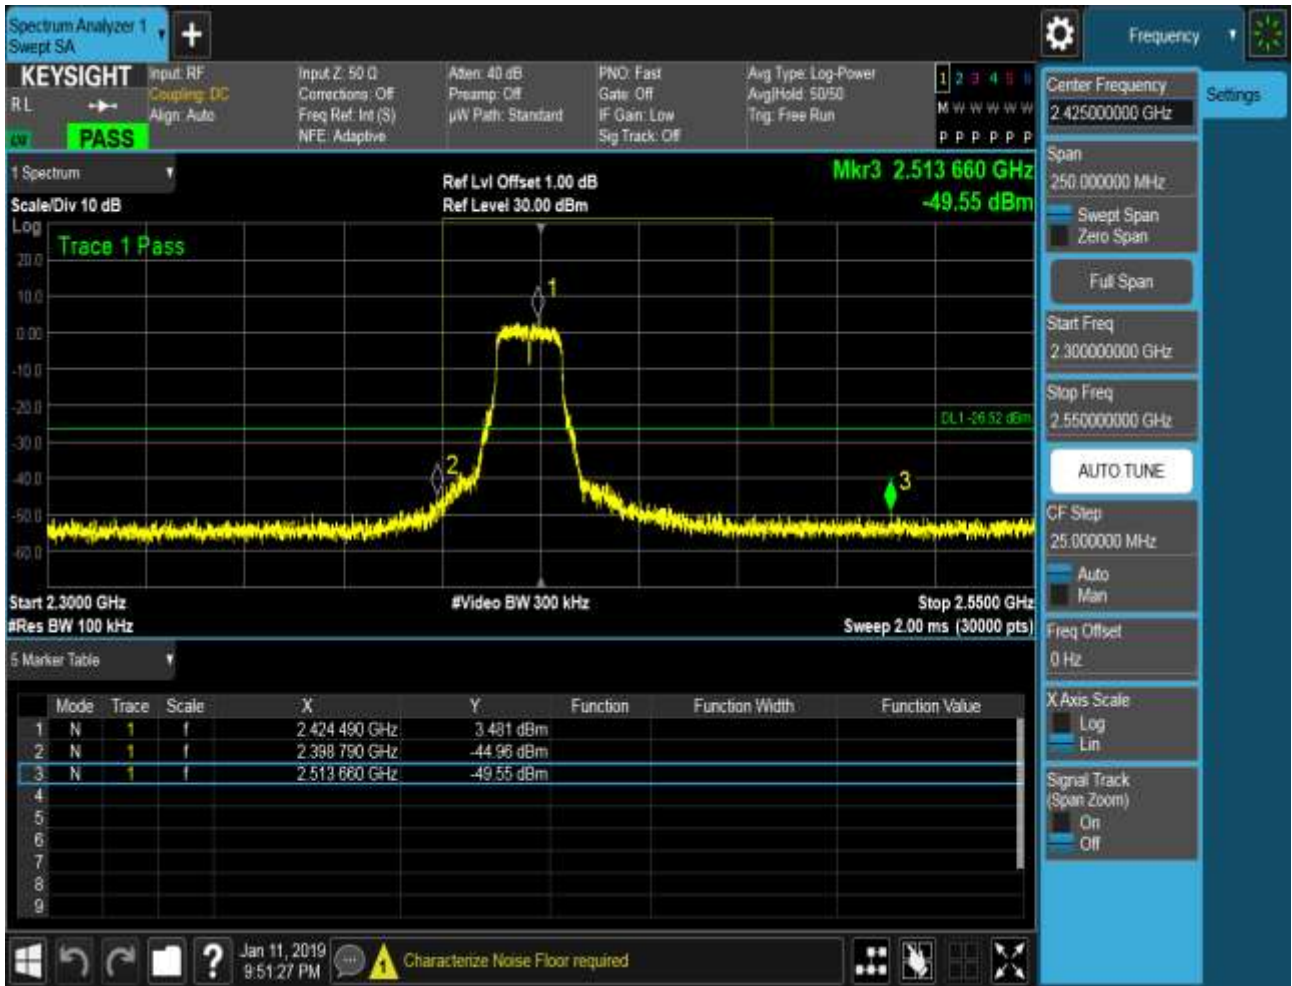 Spectrum Analyzer 1
Swept SA
+
Frequency
KEYSIGHT
RL
PASS
Input: RF
Coupling: DC
Align: Auto
Input Z: 50 Ω
Corrections: Off
Freq Ref: Int (S)
NFE: Adaptive
Atten: 40 dB
Preamp: Off
µW Path: Standard
PNO: Fast
Gate: Off
IF Gain: Low
Sig Track: Off
Avg Type: Log-Power
Avg|Hold: 50/50
Trig: Free Run
1 2 3 4 5 6
M W W W W W
P P P P P P
1 Spectrum
Scale/Div 10 dB
Ref Lvl Offset 1.00 dB
Ref Level 30.00 dBm
Mkr3 2.513 660 GHz
-49.55 dBm
Log
Trace 1 Pass
20.0
10.0
0.00
-10.0
-20.0
-30.0
-40.0
-50.0
-60.0
1
2
3
DL1 -26.52 dBm
Start 2.3000 GHz
#Res BW 100 kHz
#Video BW 300 kHz
Stop 2.5500 GHz
Sweep 2.00 ms (30000 pts)
5 Marker Table
Mode Trace Scale X Y Function Function Width Function Value
1 N 1 f 2.424 490 GHz 3.481 dBm
2 N 1 f 2.398 790 GHz -44.96 dBm
3 N 1 f 2.513 660 GHz -49.55 dBm
4
5
6
7
8
9
Center Frequency
2.425000000 GHz
Settings
Span
250.000000 MHz
Swept Span
Zero Span
Full Span
Start Freq
2.300000000 GHz
Stop Freq
2.550000000 GHz
AUTO TUNE
CF Step
25.000000 MHz
Auto
Man
Freq Offset
0 Hz
X Axis Scale
Log
Lin
Signal Track
(Span Zoom)
On
Off
?
Jan 11, 2019
9:51:27 PM
1
Characterize Noise Floor required